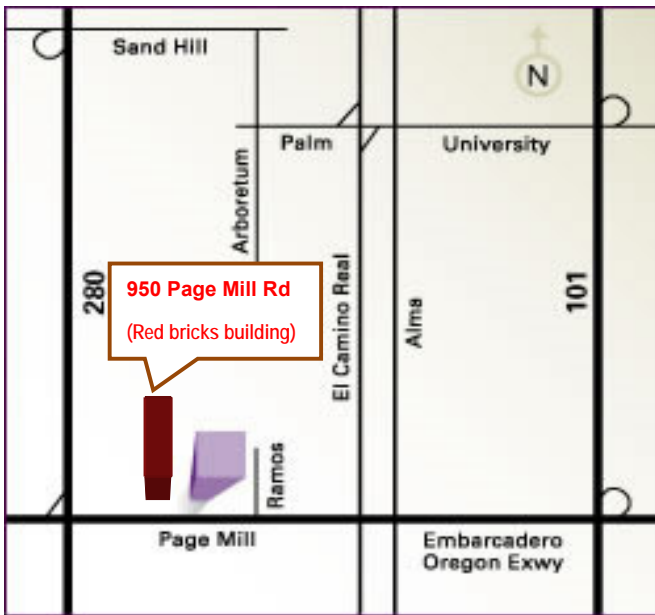 Sand Hill
N
Palm
University
Arboretum
280
950 Page Mill Rd
(Red bricks building)
El Camino Real
Alma
101
Ramos
Page Mill
Embarcadero
Oregon Exwy